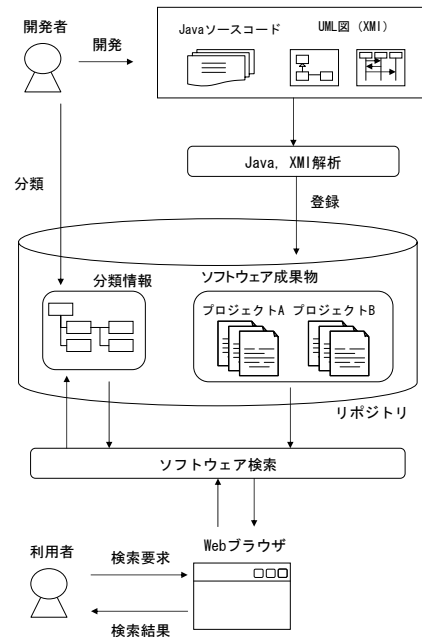 開発者
開発
Javaソースコード
UML図（XMI）
Java, XMI解析
分類
登録
分類情報
ソフトウェア成果物
プロジェクトA
プロジェクトB
リポジトリ
ソフトウェア検索
Webブラウザ
利用者
検索要求
検索結果